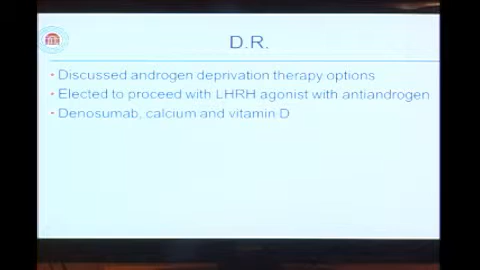 D.R.
• Discussed androgen deprivation therapy options
• Elected to proceed with LHRH agonist with antiandrogen
• Denosumab, calcium and vitamin D